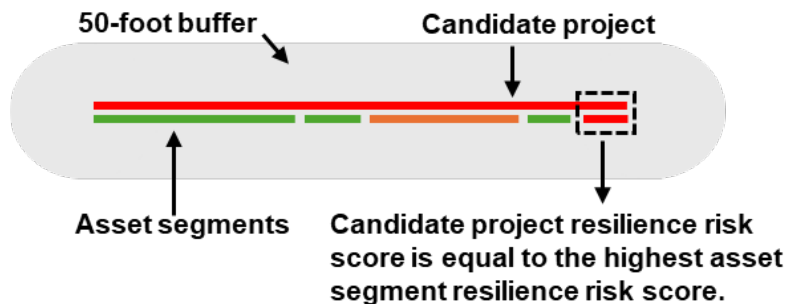 50-foot buffer
Candidate project
Asset segments
Candidate project resilience risk
score is equal to the highest asset
segment resilience risk score.